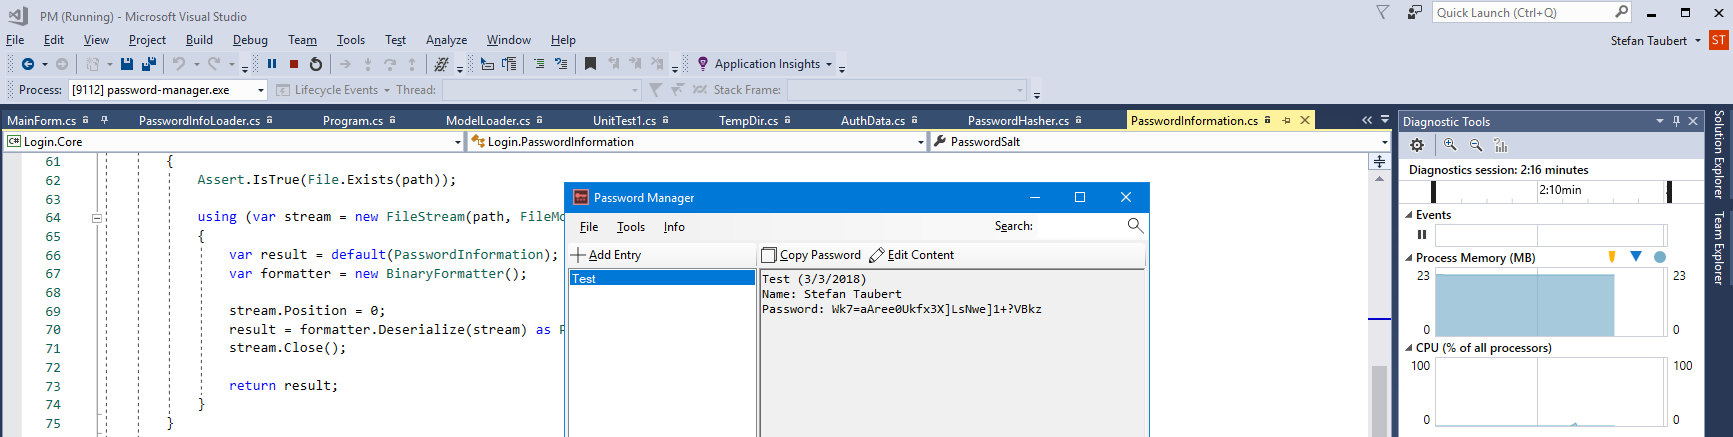 PM (Running) - Microsoft Visual Studio
Quick Launch (Ctrl+Q)
File Edit View Project Build Debug Team Tools Test Analyze Window Help
Stefan Taubert ST
Application Insights
Process: [9112] password-manager.exe Lifecycle Events Thread: Stack Frame:
MainForm.cs PasswordInfoLoader.cs Program.cs ModelLoader.cs UnitTest1.cs TempDir.cs AuthData.cs PasswordHasher.cs PasswordInformation.cs
C# Login.Core Login.PasswordInformation PasswordSalt
61 {
62 Assert.IsTrue(File.Exists(path));
63
64 using (var stream = new FileStream(path, FileMo
65 {
66 var result = default(PasswordInformation);
67 var formatter = new BinaryFormatter();
68
69 stream.Position = 0;
70 result = formatter.Deserialize(stream) as P
71 stream.Close();
72
73 return result;
74 }
75 }
Password Manager
File Tools Info Search:
Add Entry Copy Password Edit Content
Test
Test (3/3/2018)
Name: Stefan Taubert
Password: Wk7=aAree0Ukfx3X]LsNwe]1+?VBkz
Diagnostic Tools
Diagnostics session: 2:16 minutes
2:10min
Events
Process Memory (MB)
23 23
0 0
CPU (% of all processors)
100 100
0 0
Solution Explorer
Team Explorer